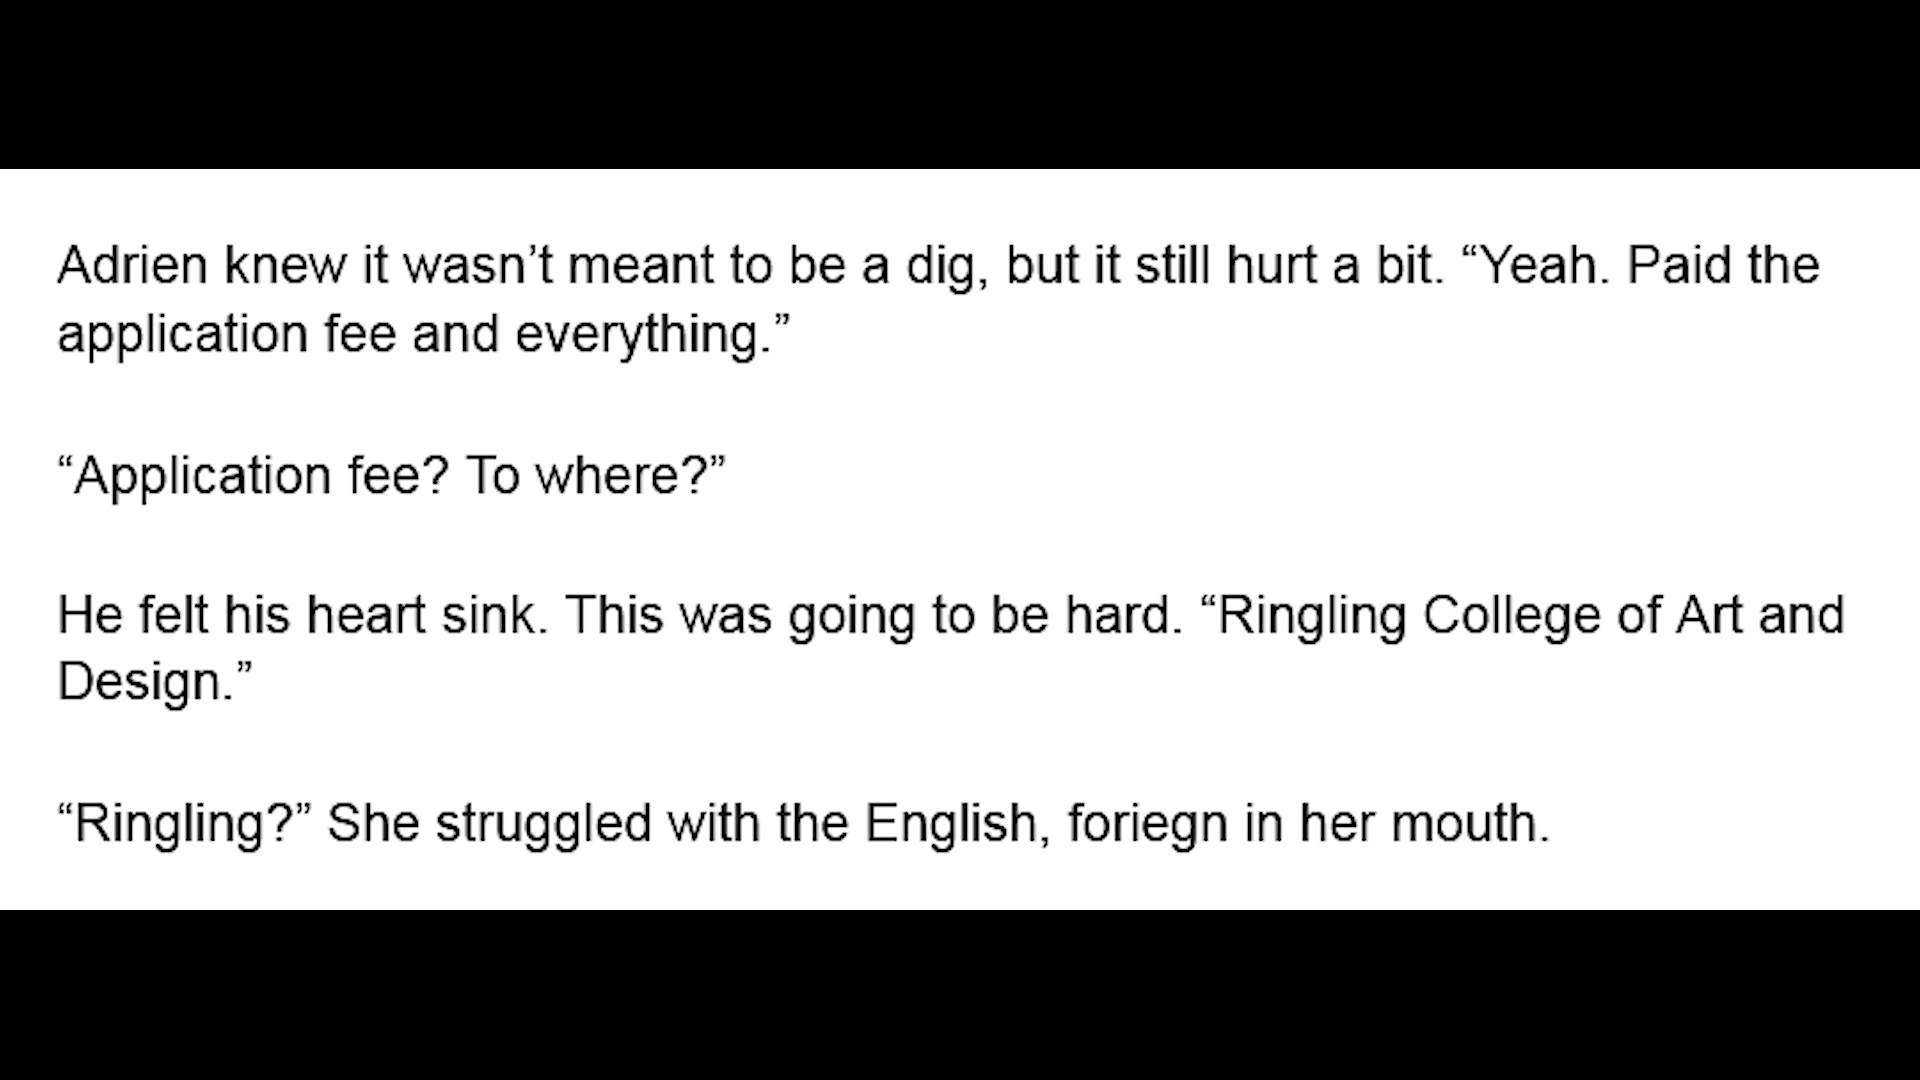 Adrien knew it wasn’t meant to be a dig, but it still hurt a bit. “Yeah. Paid the
application fee and everything.”
“Application fee? To where?”
He felt his heart sink. This was going to be hard. “Ringling College of Art and
Design.”
“Ringling?” She struggled with the English, foriegn in her mouth.